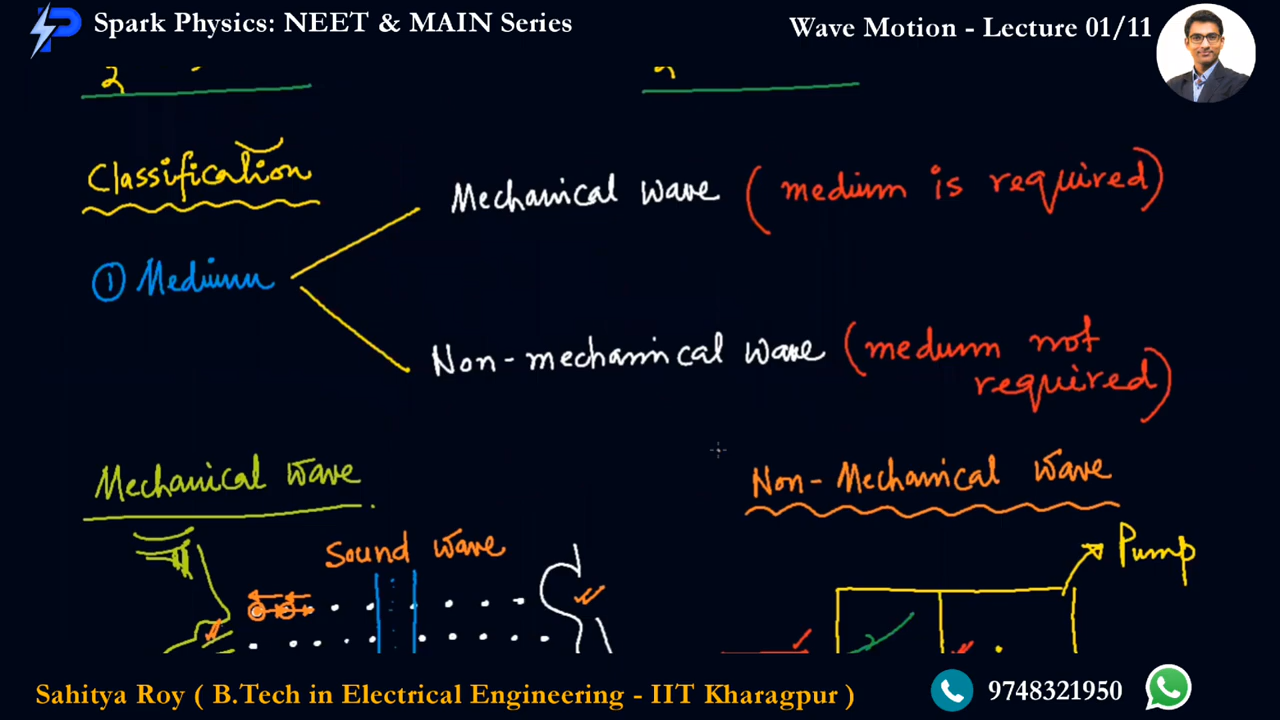 Spark Physics: NEET & MAIN Series
Wave Motion - Lecture 01/11
Classification
① Medium
Mechanical wave (medium is required)
Non-mechanical wave (medium not
required)
Mechanical wave
Non-Mechanical wave
Sound wave
Pump
Sahitya Roy ( B.Tech in Electrical Engineering - IIT Kharagpur )
9748321950